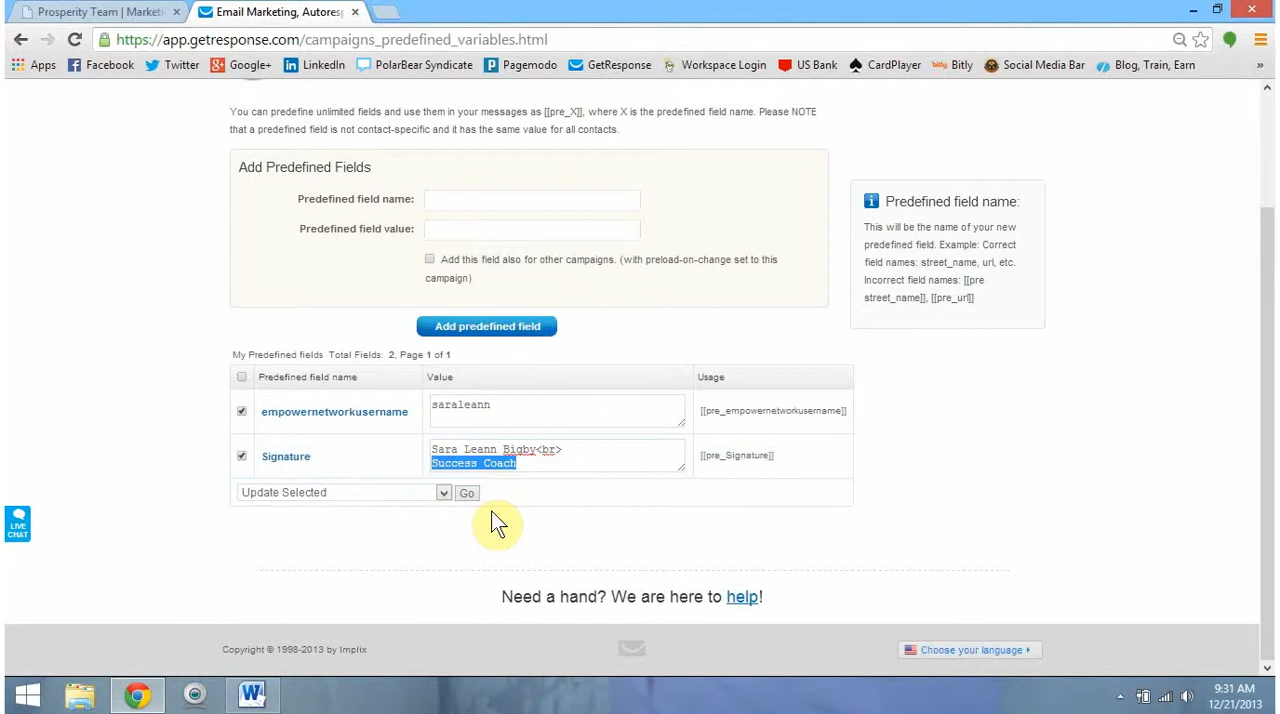 Prosperity Team | Marketi
Email Marketing, Autoresp
https://app.getresponse.com/campaigns_predefined_variables.html
Apps Facebook Twitter Google+ LinkedIn PolarBear Syndicate Pagemodo GetResponse Workspace Login US Bank CardPlayer Bitly Social Media Bar Blog, Train, Earn »
You can predefine unlimited fields and use them in your messages as [[pre_X]], where X is the predefined field name. Please NOTE
that a predefined field is not contact-specific and it has the same value for all contacts.
Add Predefined Fields
Predefined field name:
Predefined field value:
Add this field also for other campaigns. (with preload-on-change set to this
campaign)
Add predefined field
Predefined field name:
This will be the name of your new
predefined field. Example: Correct
field names: street_name, url, etc.
Incorrect field names: [[pre
street_name]], [[pre_url]]
My Predefined fields Total Fields: 2, Page 1 of 1
Predefined field name Value Usage
empowernetworkusername saraleann [[pre_empowernetworkusername]]
Signature Sara Leann Bigby<br> [[pre_Signature]]
Success Coach
Update Selected Go
LIVE
CHAT
Need a hand? We are here to help!
Copyright © 1998-2013 by Implix
Choose your language
9:31 AM
12/21/2013